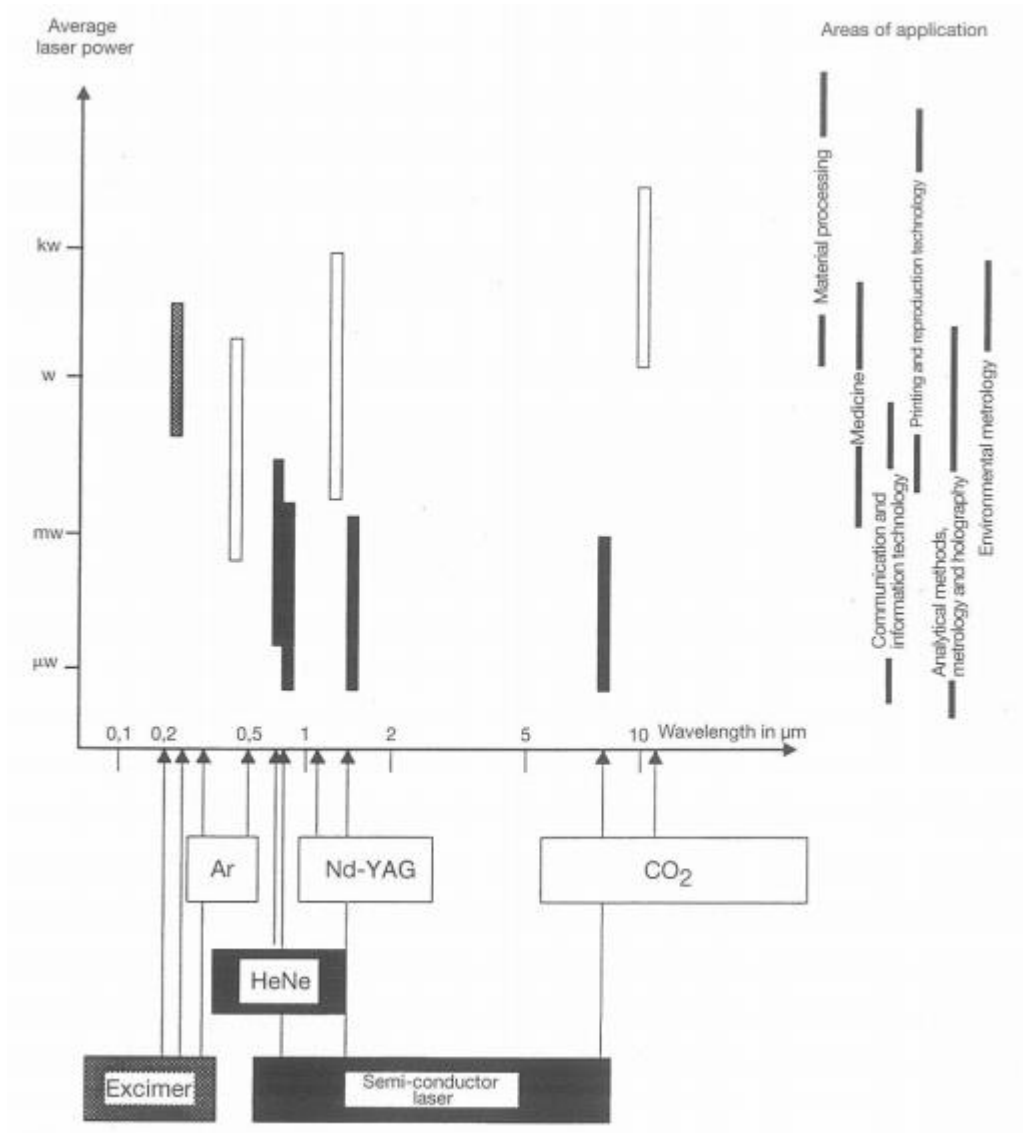 Average
laser power
Areas of application
kw
w
mw
μw
Material processing
Medicine
Communication and
information technology
Printing and reproduction technology
Analytical methods,
metrology and holography
Environmental metrology
0,1 0,2 0,5 1 2 5 10 Wavelength in μm
Ar
Nd-YAG
CO₂
HeNe
Excimer
Semi-conductor
laser